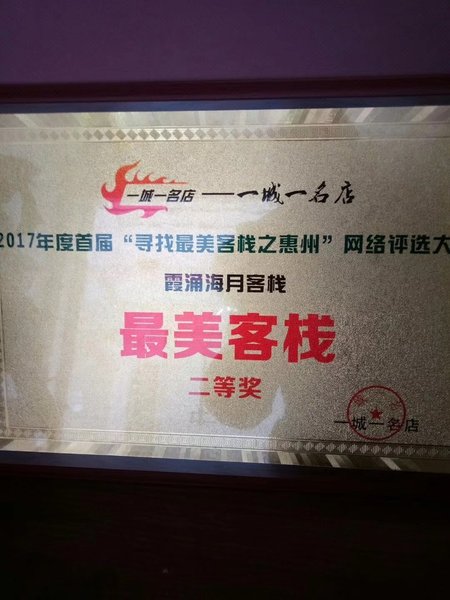 一城一名店 ——一城一名店
2017年度首届“寻找最美客栈之惠州”网络评选大
霞涌海月客栈
最美客栈
二等奖
一城一名店